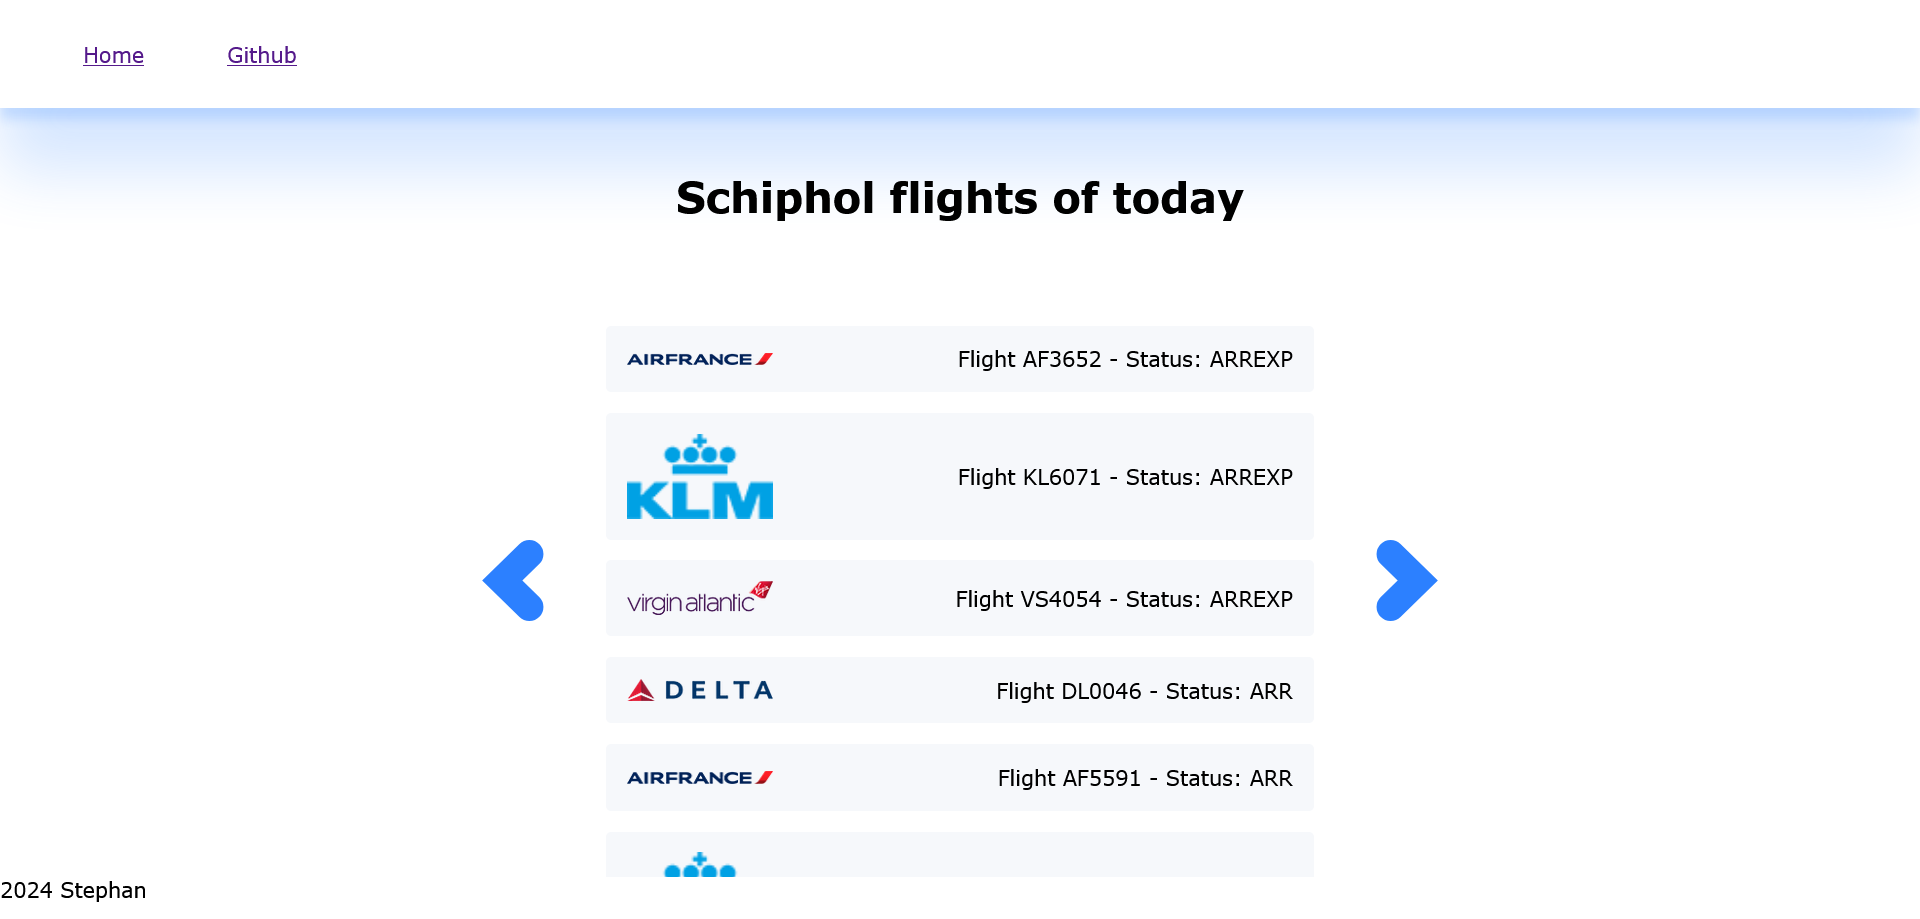 Home Github
Schiphol flights of today
AIRFRANCE Flight AF3652 - Status: ARREXP
KLM Flight KL6071 - Status: ARREXP
virgin atlantic Flight VS4054 - Status: ARREXP
DELTA Flight DL0046 - Status: ARR
AIRFRANCE Flight AF5591 - Status: ARR
2024 Stephan